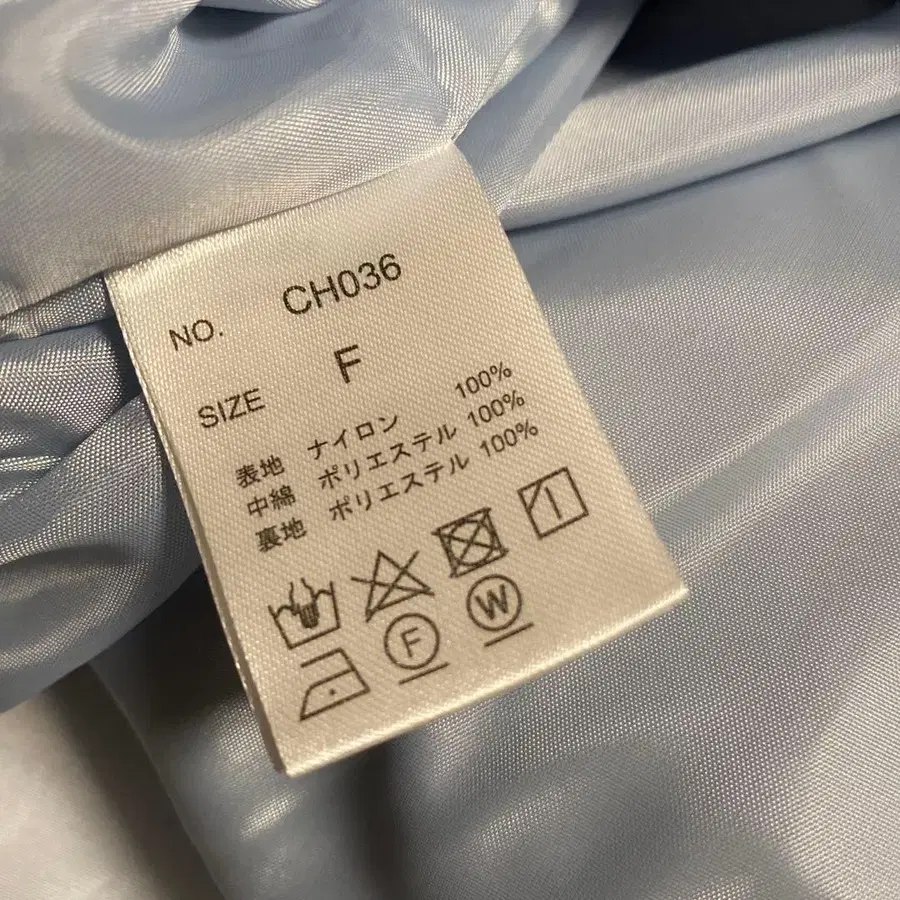 NO. CH036
SIZE F
表地 ナイロン 100%
中綿 ポリエステル 100%
裏地 ポリエステル 100%
F W